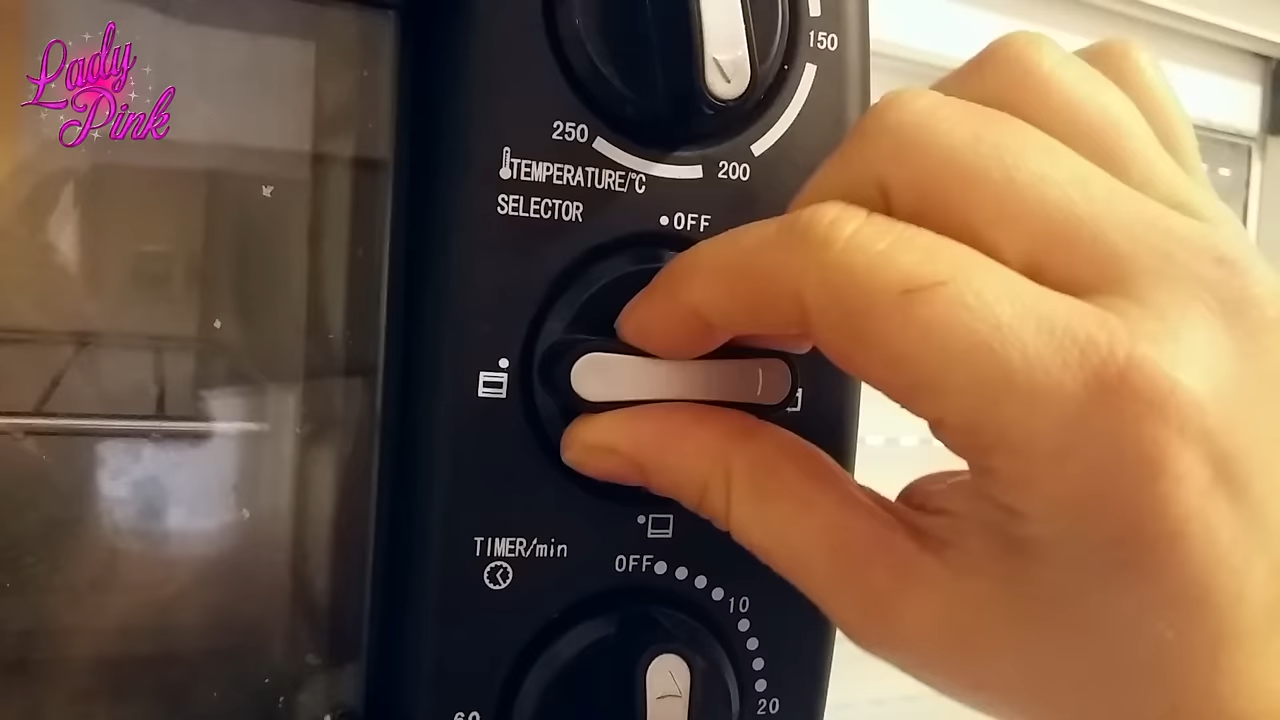 Lady
Pink
150
250
200
TEMPERATURE/℃
SELECTOR
OFF
TIMER/min
OFF
10
20
60